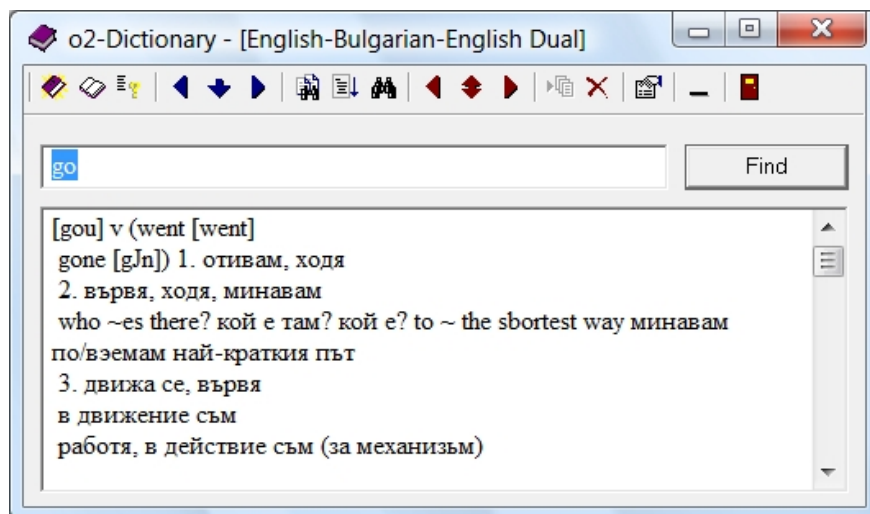 o2-Dictionary - [English-Bulgarian-English Dual]
go
Find
[gou] v (went [went]
gone [gJn]) 1. отивам, ходя
2. вървя, ходя, минавам
who ~es there? кой е там? кой е? to ~ the sbortest way минавам
по/вэемам най-краткия път
3. движа се, вървя
в движение съм
работя, в действие съм (за механизьм)